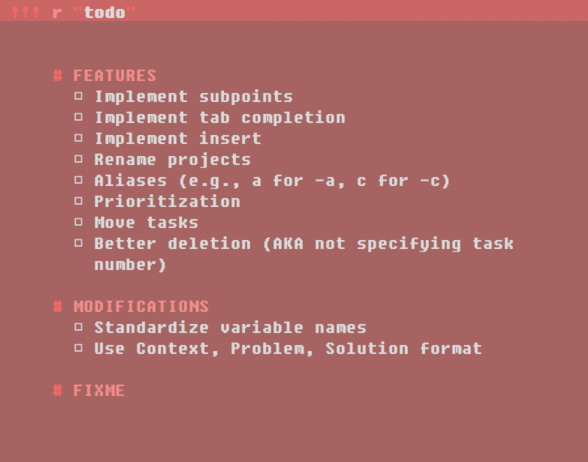 !!! r "todo"
# FEATURES
□ Implement subpoints
□ Implement tab completion
□ Implement insert
□ Rename projects
□ Aliases (e.g., a for -a, c for -c)
□ Prioritization
□ Move tasks
□ Better deletion (AKA not specifying task
number)
# MODIFICATIONS
□ Standardize variable names
□ Use Context, Problem, Solution format
# FIXME